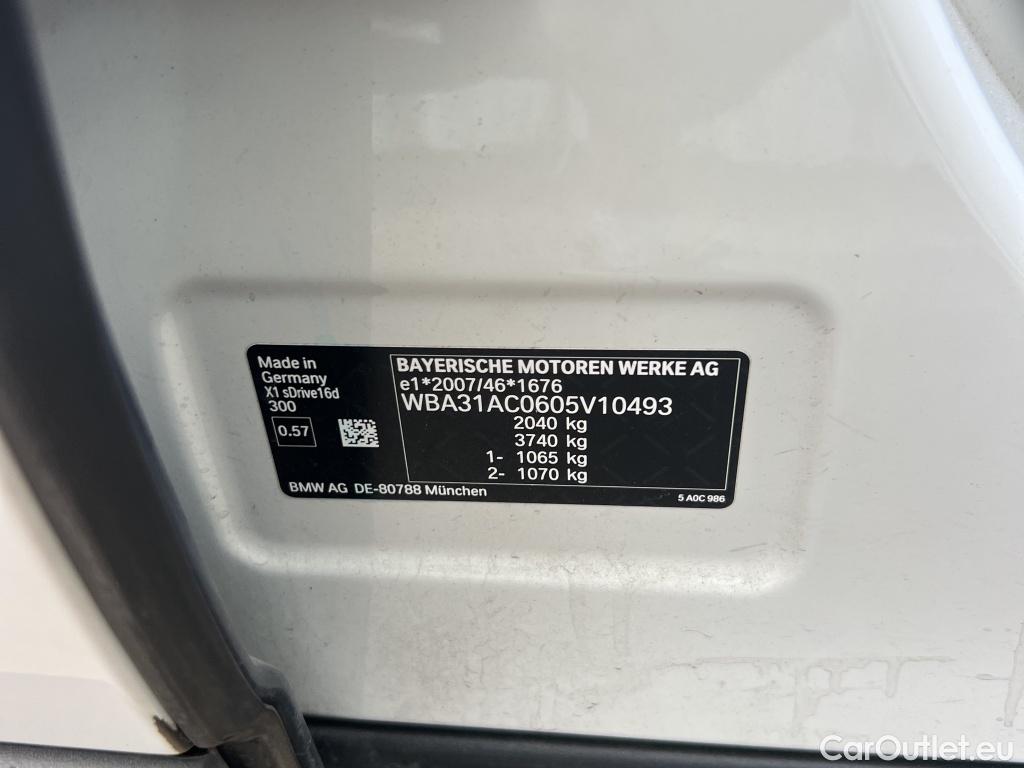 Made in
Germany
X1 sDrive16d
300
0.57
BAYERISCHE MOTOREN WERKE AG
e1*2007/46*1676
WBA31AC0605V10493
2040 kg
3740 kg
1- 1065 kg
2- 1070 kg
BMW AG DE-80788 München
5 A0C 986
CarOutlet.eu